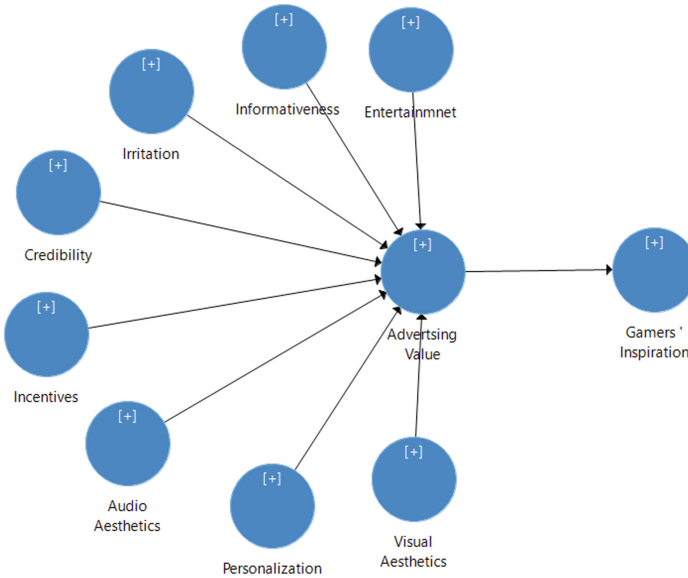 [+]
Informativeness
[+]
Entertainmnet
[+]
Irritation
[+]
Credibility
[+]
Advertsing
Value
[+]
Gamers '
Inspiration
[+]
Incentives
[+]
Audio
Aesthetics
[+]
Personalization
[+]
Visual
Aesthetics